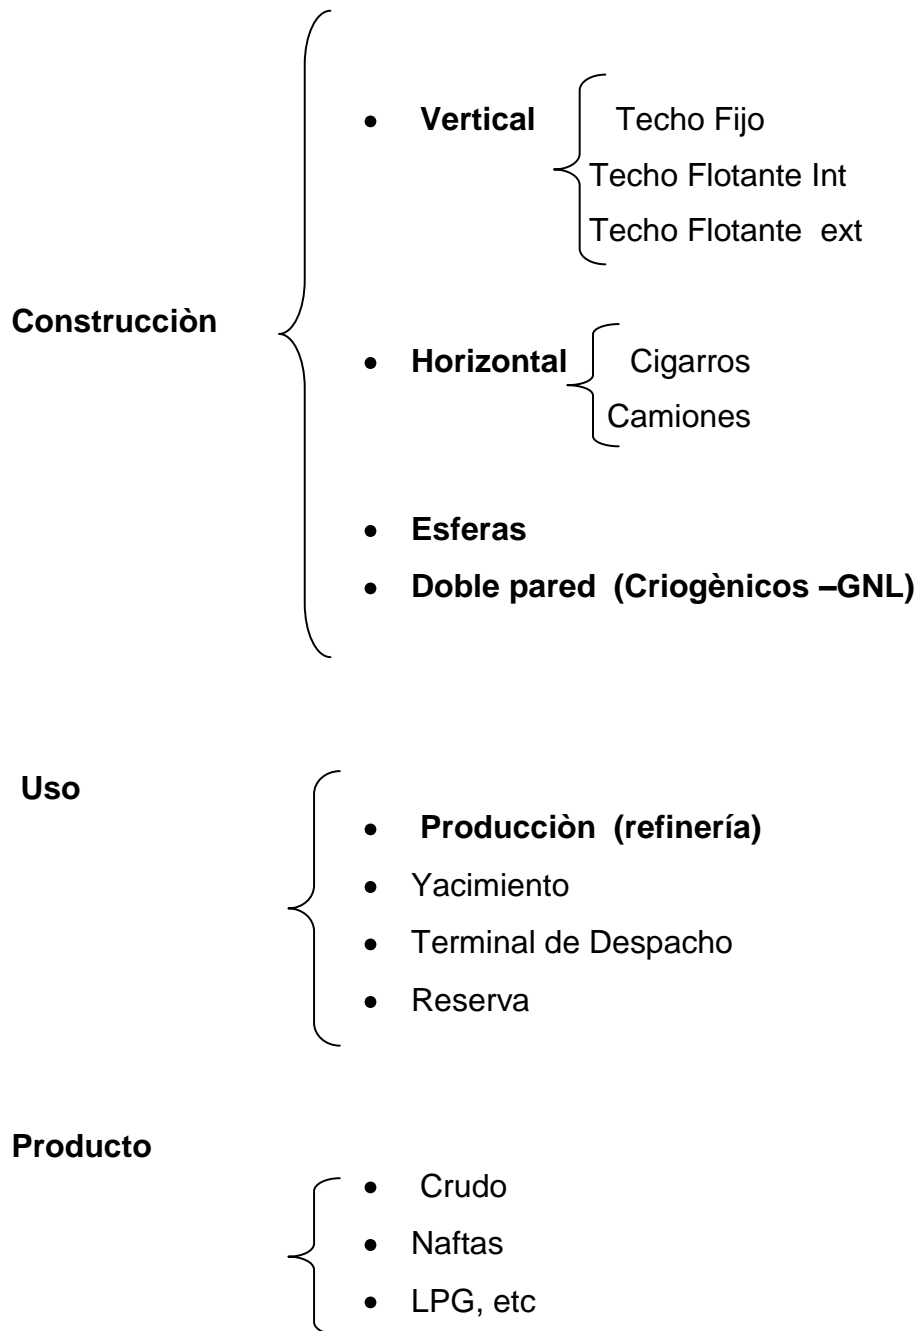 • Vertical Techo Fijo
Techo Flotante Int
Techo Flotante ext
Construcciòn
• Horizontal Cigarros
Camiones
• Esferas
• Doble pared (Criogènicos –GNL)
Uso
• Producciòn (refinería)
• Yacimiento
• Terminal de Despacho
• Reserva
Producto
• Crudo
• Naftas
• LPG, etc